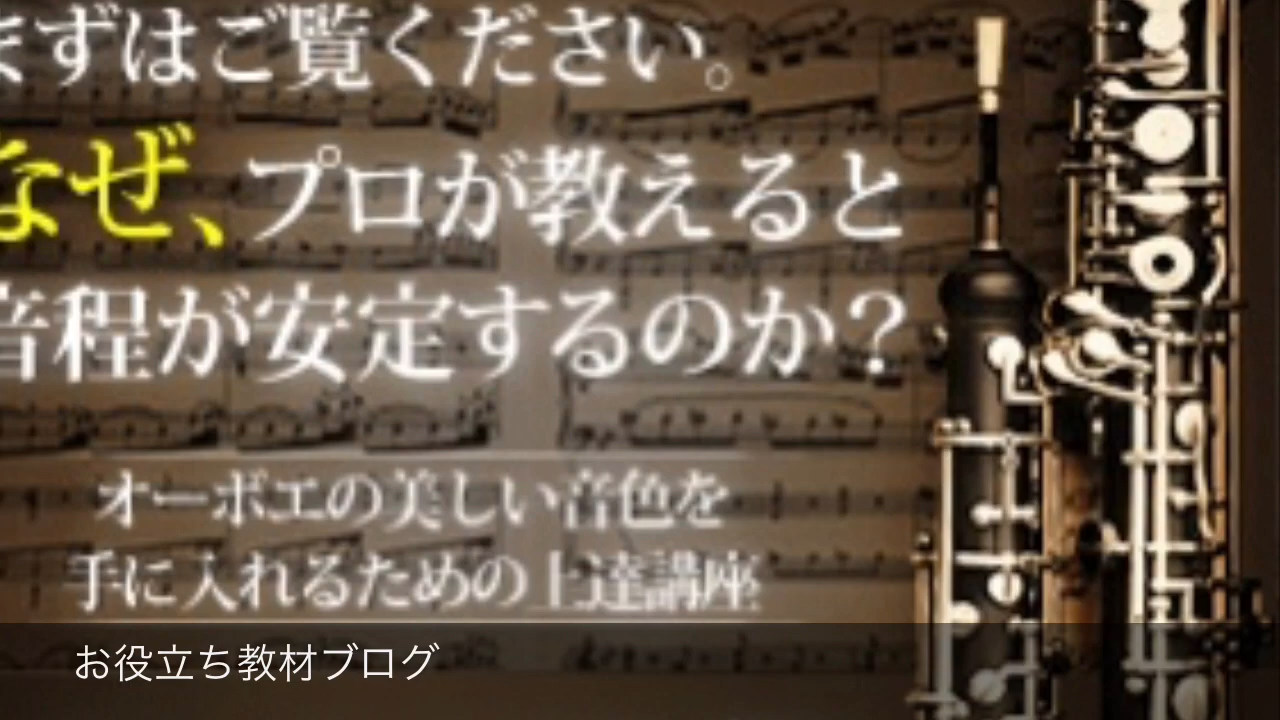 まずはご覧ください。
なぜ、プロが教えると
音程が安定するのか?
オーボエの美しい音色を
手に入れるための上達講座
お役立ち教材ブログ